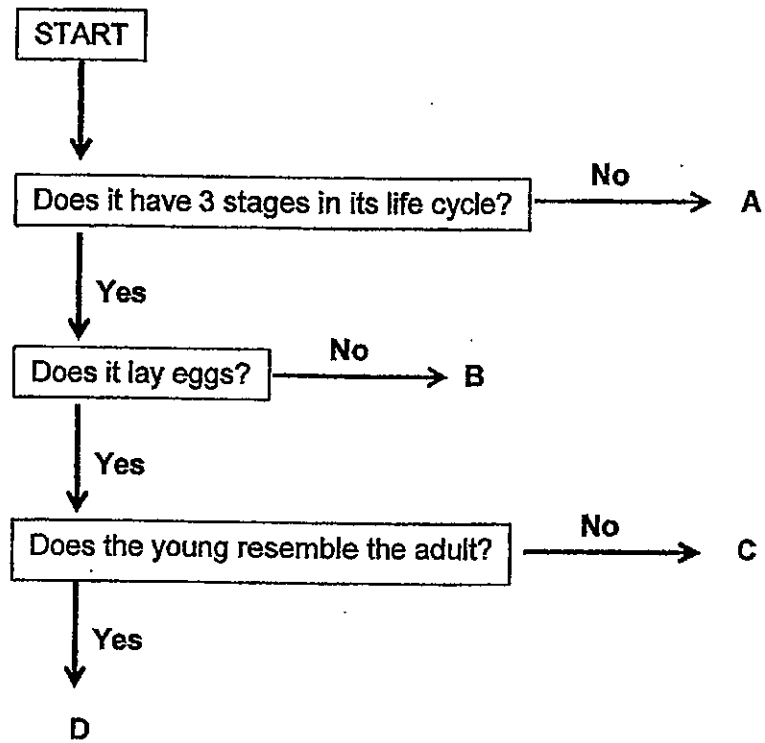 START
Does it have 3 stages in its life cycle?
No
A
Yes
Does it lay eggs?
No
B
Yes
Does the young resemble the adult?
No
C
Yes
D